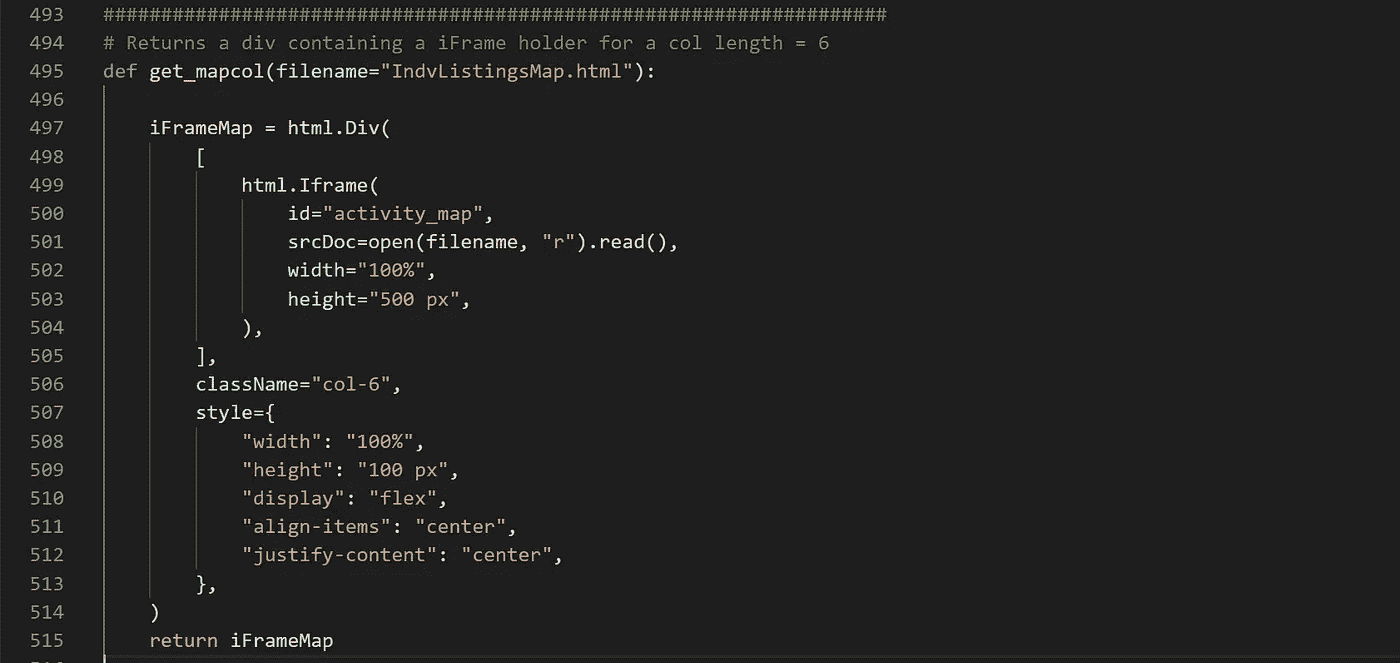 493 ####################################################################
494 # Returns a div containing a iFrame holder for a col length = 6
495 def get_mapcol(filename="IndvListingsMap.html"):
496
497     iFrameMap = html.Div(
498         [
499             html.Iframe(
500                 id="activity_map",
501                 srcDoc=open(filename, "r").read(),
502                 width="100%",
503                 height="500 px",
504             ),
505         ],
506         className="col-6",
507         style={
508             "width": "100%",
509             "height": "100 px",
510             "display": "flex",
511             "align-items": "center",
512             "justify-content": "center",
513         },
514     )
515     return iFrameMap